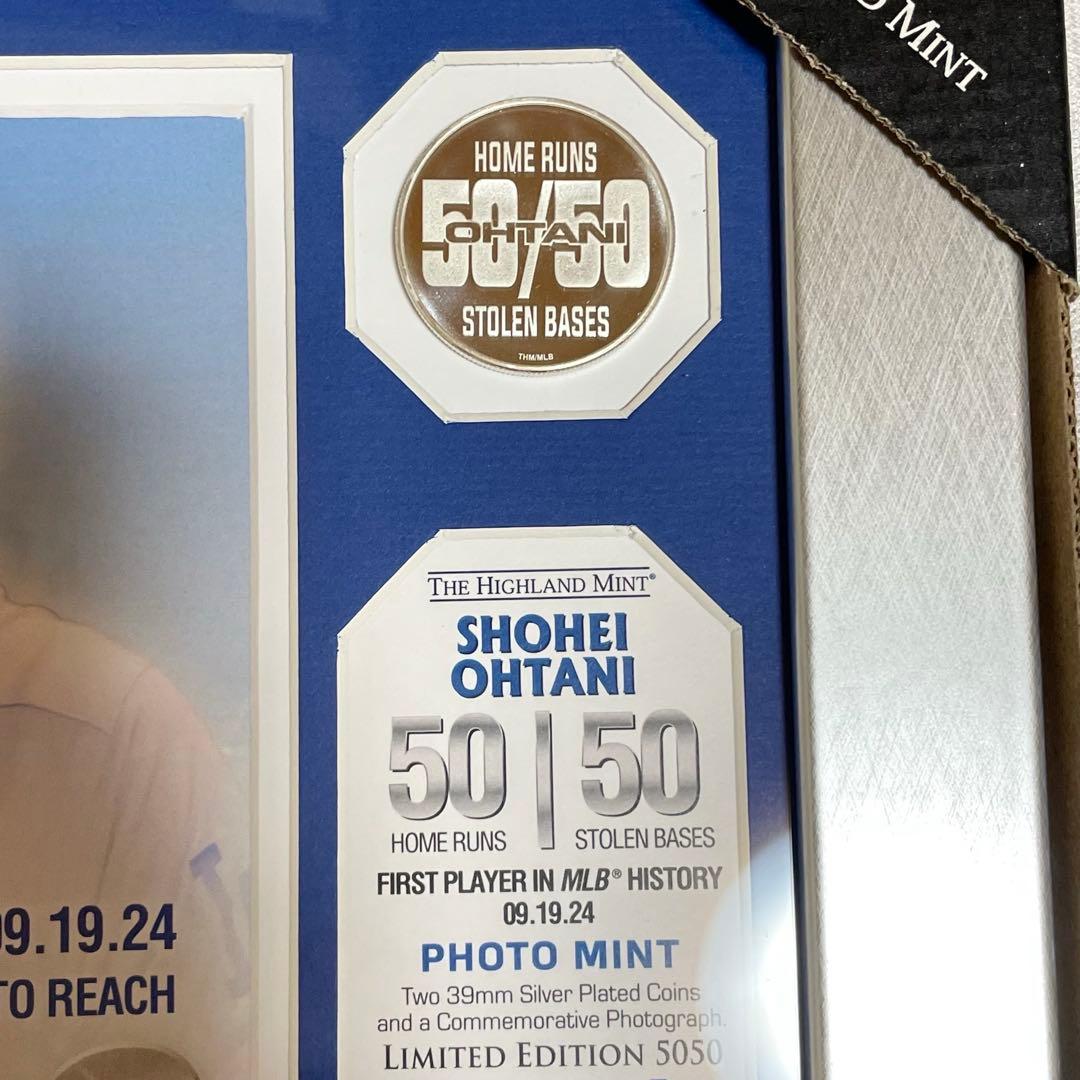 MINT
HOME RUNS
50/50
OHTANI
STOLEN BASES
THM/MLB
THE HIGHLAND MINT®
SHOHEI
OHTANI
50 | 50
HOME RUNS STOLEN BASES
FIRST PLAYER IN MLB® HISTORY
09.19.24
PHOTO MINT
Two 39mm Silver Plated Coins
and a Commemorative Photograph.
LIMITED EDITION 5050
09.19.24
TO REACH